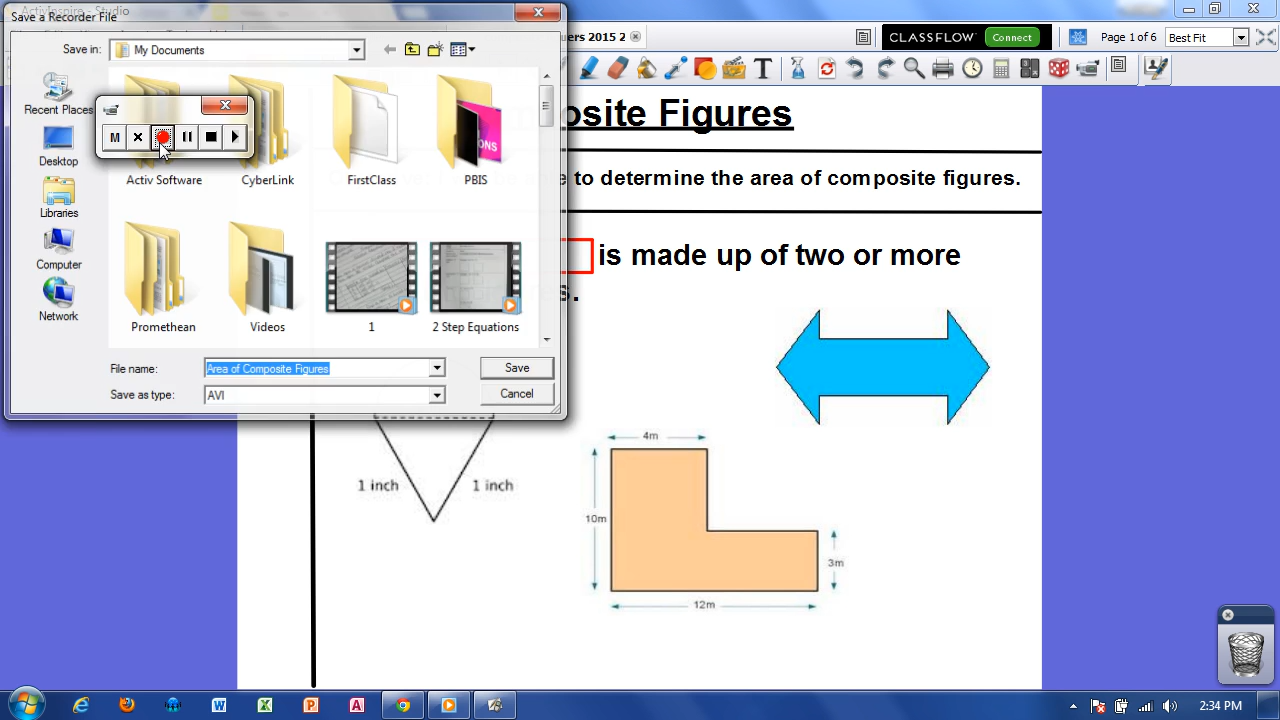 ActivInspire - Studio
Save a Recorder File
Save in:
My Documents
uers 2015 2
CLASSFLOW
Connect
Page 1 of 6
Best Fit
Recent Places
Desktop
Libraries
Computer
Network
M
Activ Software
CyberLink
FirstClass
PBIS
ONS
Promethean
Videos
1
2 Step Equations
File name:
Area of Composite Figures
Save
Save as type:
AVI
Cancel
osite Figures
e to determine the area of composite figures.
is made up of two or more
s.
1 inch
1 inch
4m
10m
3m
12m
2:34 PM